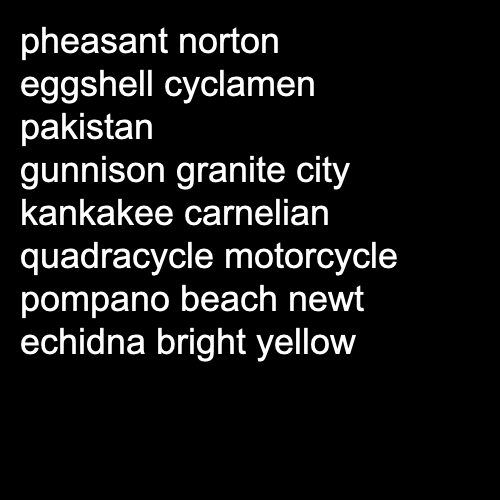 pheasant norton
eggshell cyclamen
pakistan
gunnison granite city
kankakee carnelian
quadracycle motorcycle
pompano beach newt
echidna bright yellow